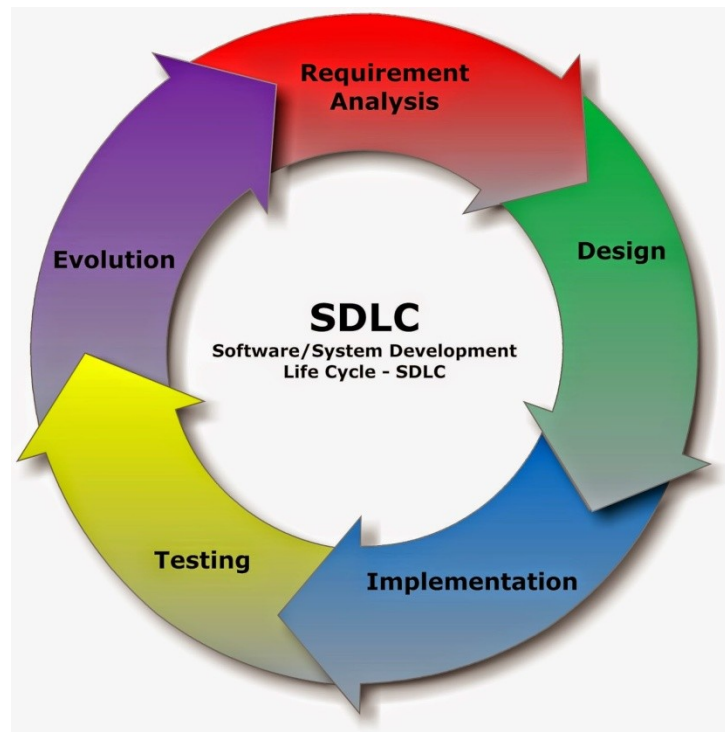 Requirement
Analysis
Design
Implementation
Testing
Evolution
SDLC
Software/System Development
Life Cycle - SDLC